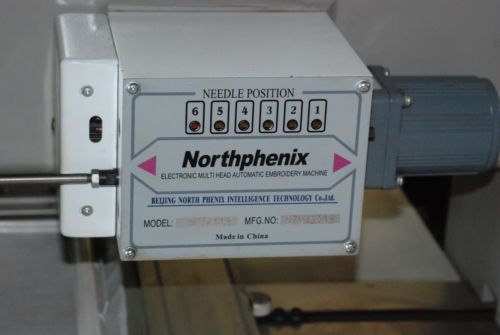 NEEDLE POSITION
6 5 4 3 2 1
Northphenix
ELECTRONIC MULTI HEAD AUTOMATIC EMBROIDERY MACHINE
BEIJING NORTH PHENIX INTELLIGENCE TECHNOLOGY Co.,Ltd.
MODEL: MFG.NO:
Made in China